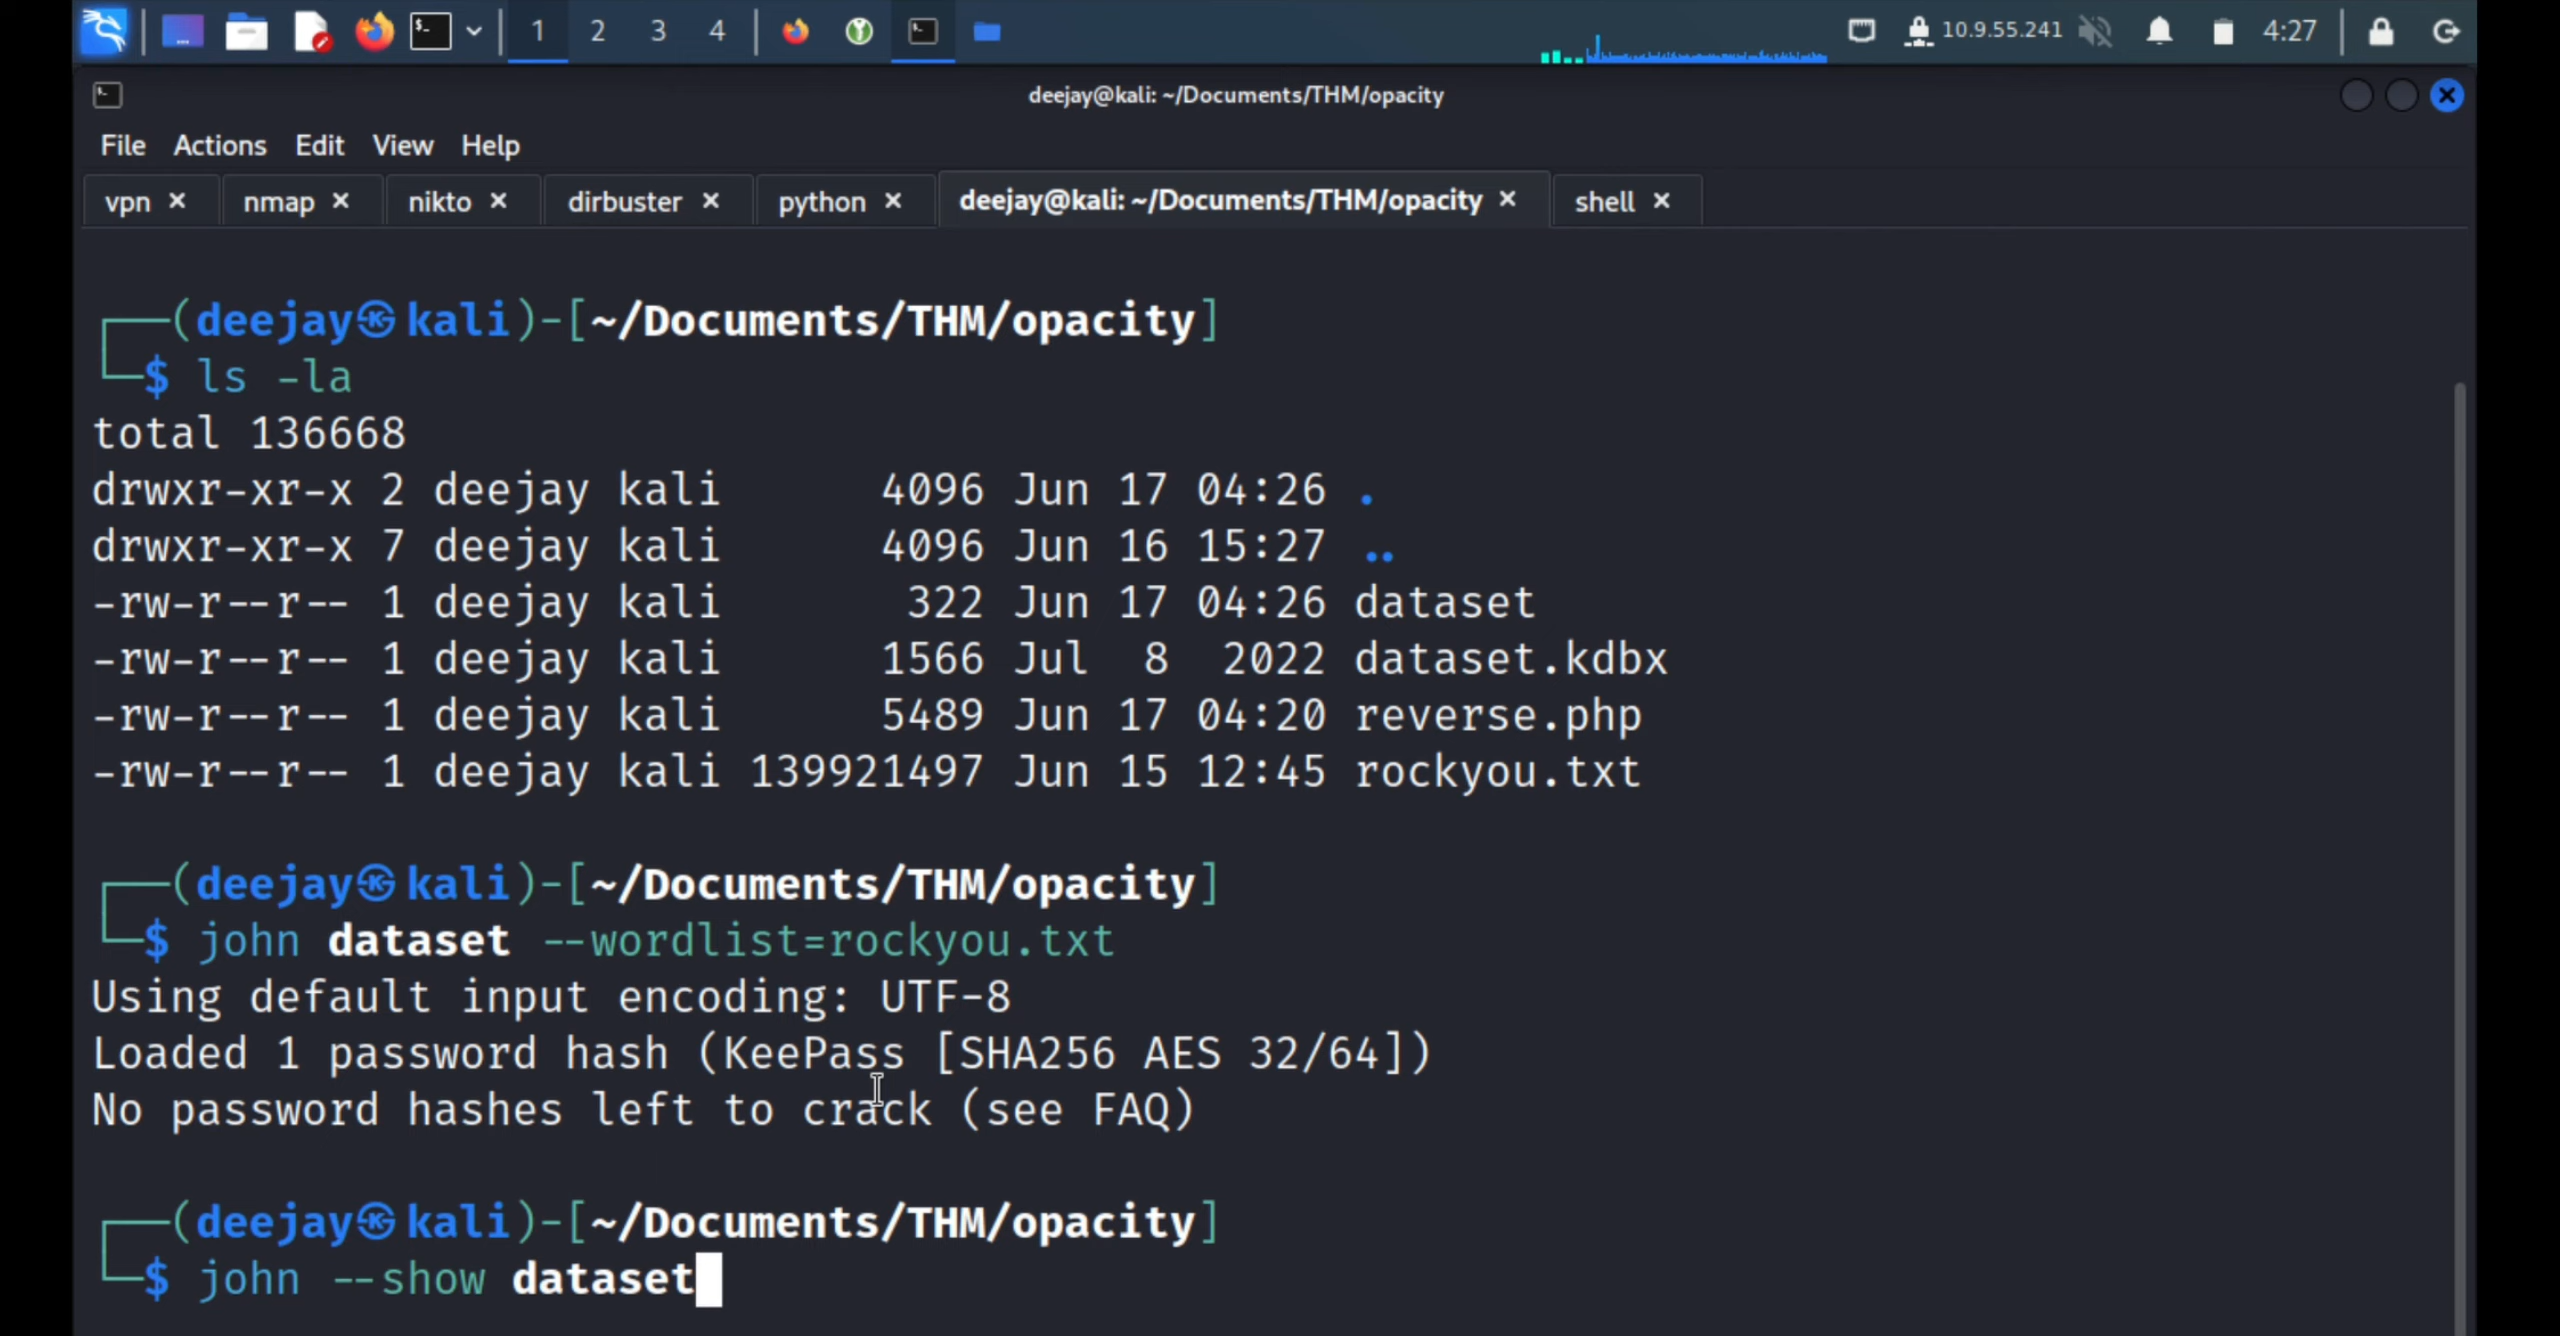 1 2 3 4 10.9.55.241 4:27
deejay@kali: ~/Documents/THM/opacity
File Actions Edit View Help
vpn nmap nikto dirbuster python deejay@kali: ~/Documents/THM/opacity shell
┌──(deejay㉿kali)-[~/Documents/THM/opacity]
└─$ ls -la
total 136668
drwxr-xr-x 2 deejay kali      4096 Jun 17 04:26 .
drwxr-xr-x 7 deejay kali      4096 Jun 16 15:27 ..
-rw-r--r-- 1 deejay kali       322 Jun 17 04:26 dataset
-rw-r--r-- 1 deejay kali      1566 Jul  8  2022 dataset.kdbx
-rw-r--r-- 1 deejay kali      5489 Jun 17 04:20 reverse.php
-rw-r--r-- 1 deejay kali 139921497 Jun 15 12:45 rockyou.txt
┌──(deejay㉿kali)-[~/Documents/THM/opacity]
└─$ john dataset --wordlist=rockyou.txt
Using default input encoding: UTF-8
Loaded 1 password hash (KeePass [SHA256 AES 32/64])
No password hashes left to crack (see FAQ)
┌──(deejay㉿kali)-[~/Documents/THM/opacity]
└─$ john --show dataset